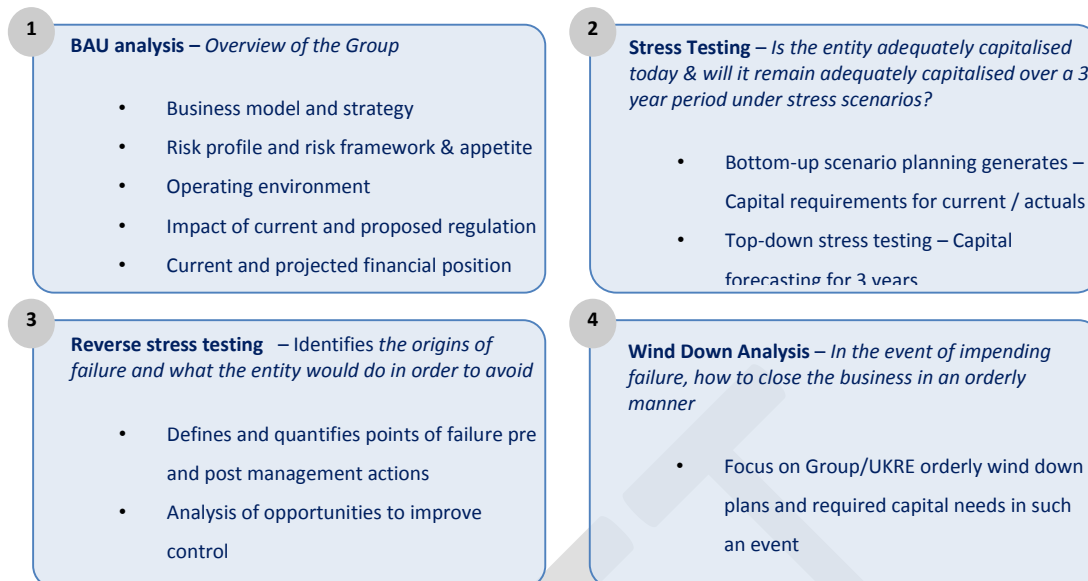 1
BAU analysis – Overview of the Group
• Business model and strategy
• Risk profile and risk framework & appetite
• Operating environment
• Impact of current and proposed regulation
• Current and projected financial position
2
Stress Testing – Is the entity adequately capitalised
today & will it remain adequately capitalised over a 3
year period under stress scenarios?
• Bottom-up scenario planning generates –
Capital requirements for current / actuals
• Top-down stress testing – Capital
forecasting for 3 years
3
Reverse stress testing – Identifies the origins of
failure and what the entity would do in order to avoid
• Defines and quantifies points of failure pre
and post management actions
• Analysis of opportunities to improve
control
4
Wind Down Analysis – In the event of impending
failure, how to close the business in an orderly
manner
• Focus on Group/UKRE orderly wind down
plans and required capital needs in such
an event